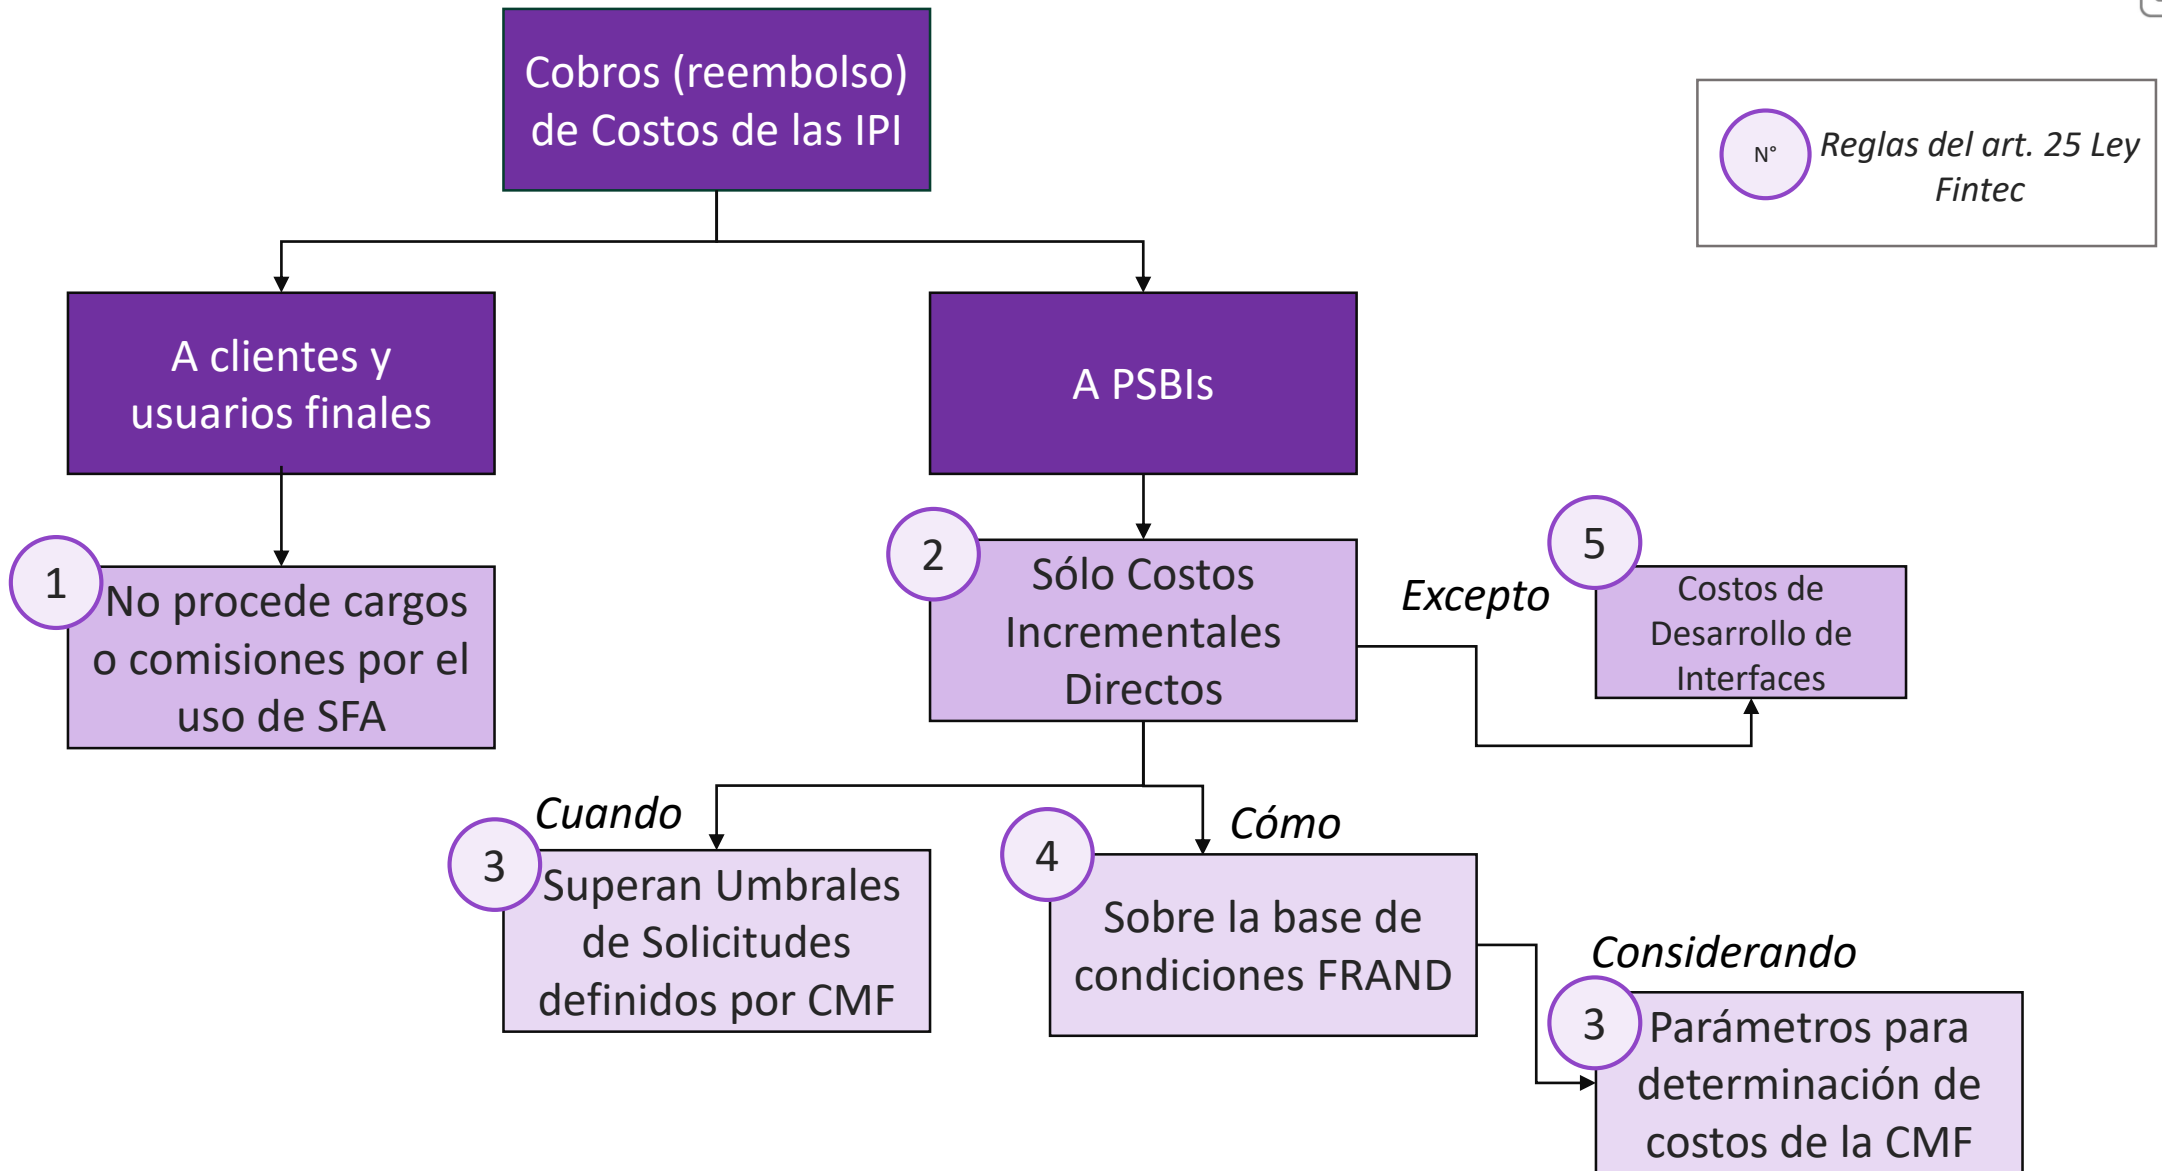 Cobros (reembolso)
de Costos de las IPI
N°
Reglas del art. 25 Ley
Fintec
A clientes y
usuarios finales
A PSBIs
1
No procede cargos
o comisiones por el
uso de SFA
2
Sólo Costos
Incrementales
Directos
Excepto
5
Costos de
Desarrollo de
Interfaces
Cuando
3
Superan Umbrales
de Solicitudes
definidos por CMF
Cómo
4
Sobre la base de
condiciones FRAND
Considerando
3
Parámetros para
determinación de
costos de la CMF